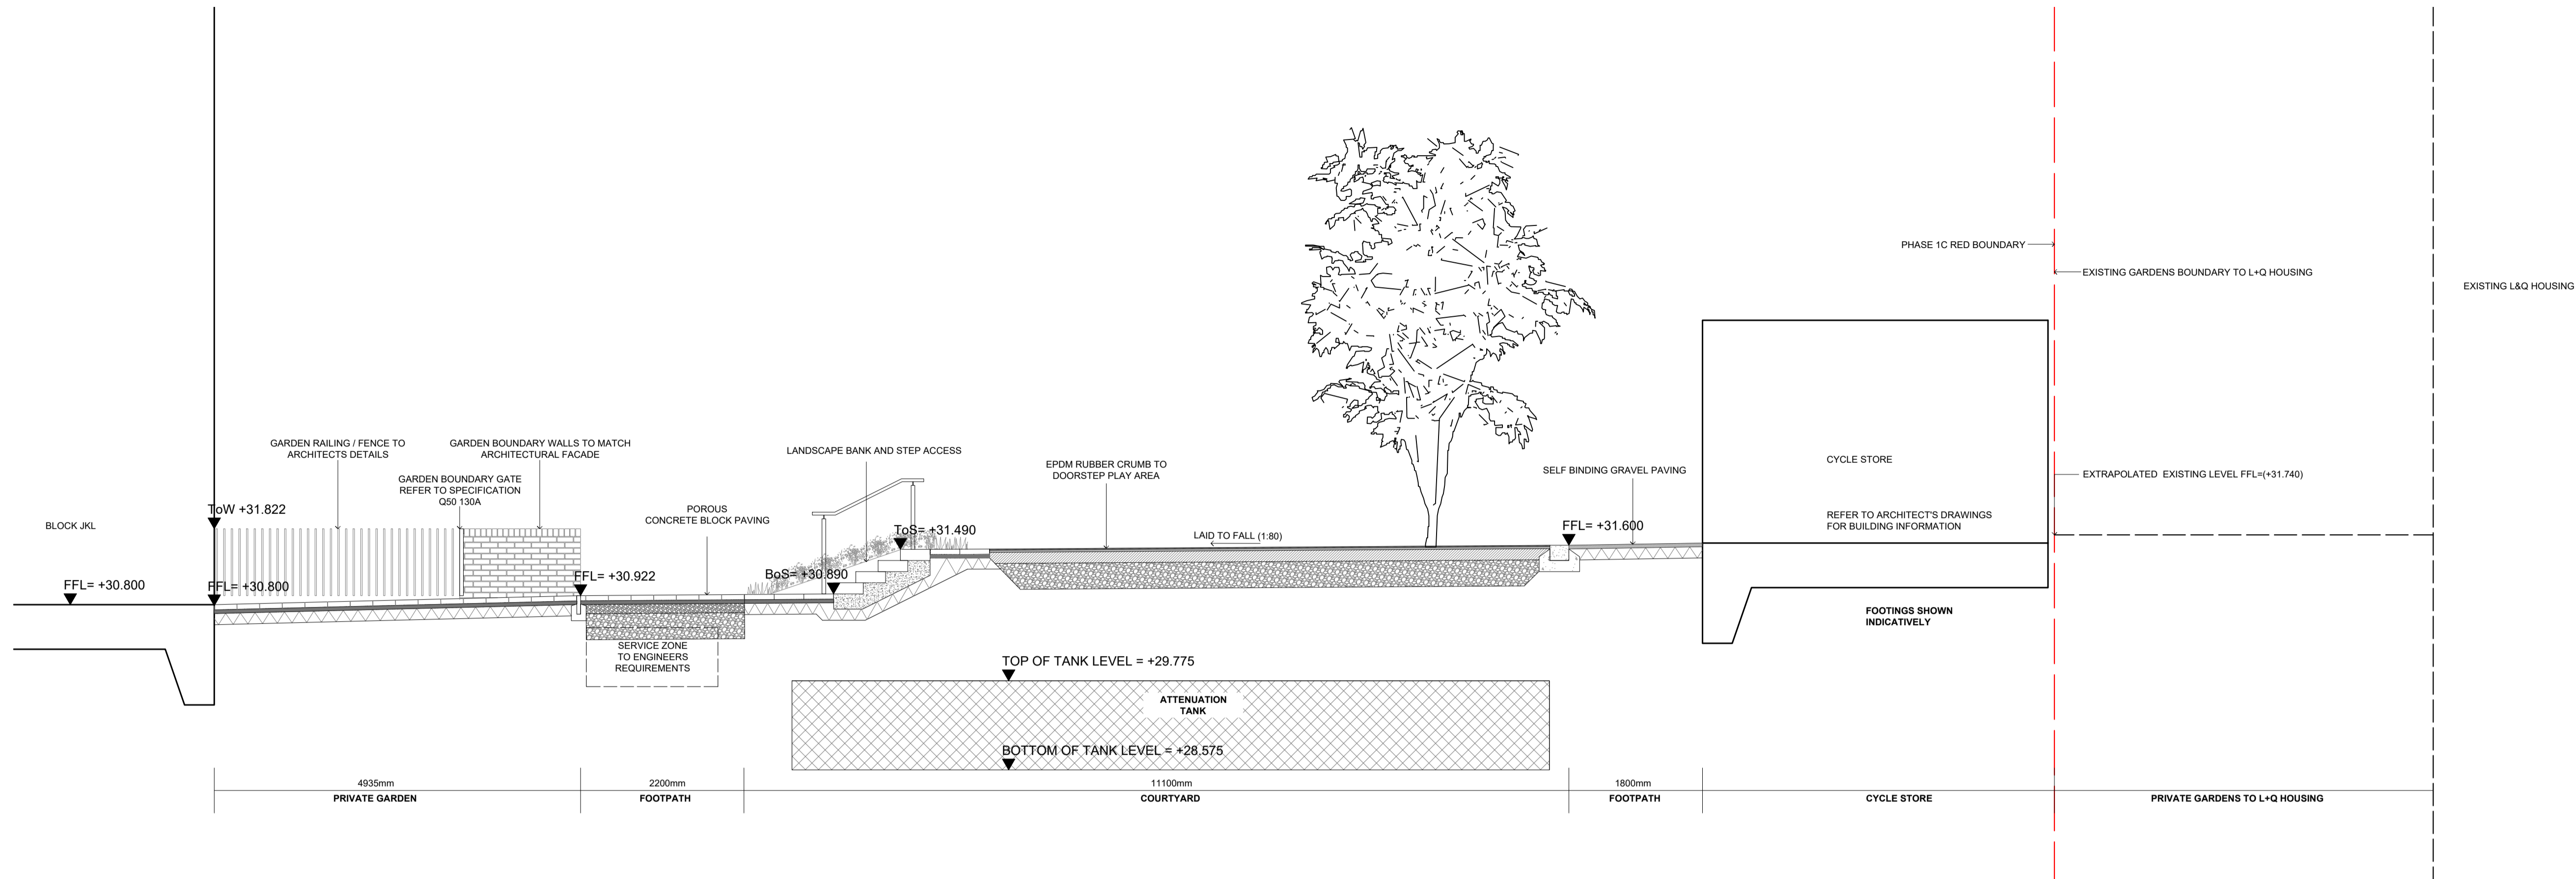 PHASE 1C RED BOUNDARY
EXISTING GARDENS BOUNDARY TO L+Q HOUSING
EXISTING L&Q HOUSING
GARDEN RAILING / FENCE TO
ARCHITECTS DETAILS
GARDEN BOUNDARY WALLS TO MATCH
ARCHITECTURAL FACADE
GARDEN BOUNDARY GATE
REFER TO SPECIFICATION
Q50 130A
LANDSCAPE BANK AND STEP ACCESS
EPDM RUBBER CRUMB TO
DOORSTEP PLAY AREA
SELF BINDING GRAVEL PAVING
CYCLE STORE
EXTRAPOLATED EXISTING LEVEL FFL=(+31.740)
REFER TO ARCHITECT'S DRAWINGS
FOR BUILDING INFORMATION
BLOCK JKL
ToW +31.822
POROUS
CONCRETE BLOCK PAVING
ToS= +31.490
LAID TO FALL (1:80)
FFL= +31.600
FFL= +30.800
FFL= +30.800
FFL= +30.922
BoS= +30.890
FOOTINGS SHOWN
INDICATIVELY
SERVICE ZONE
TO ENGINEERS
REQUIREMENTS
TOP OF TANK LEVEL = +29.775
ATTENUATION
TANK
BOTTOM OF TANK LEVEL = +28.575
4935mm
2200mm
11100mm
1800mm
PRIVATE GARDEN
FOOTPATH
COURTYARD
FOOTPATH
CYCLE STORE
PRIVATE GARDENS TO L+Q HOUSING